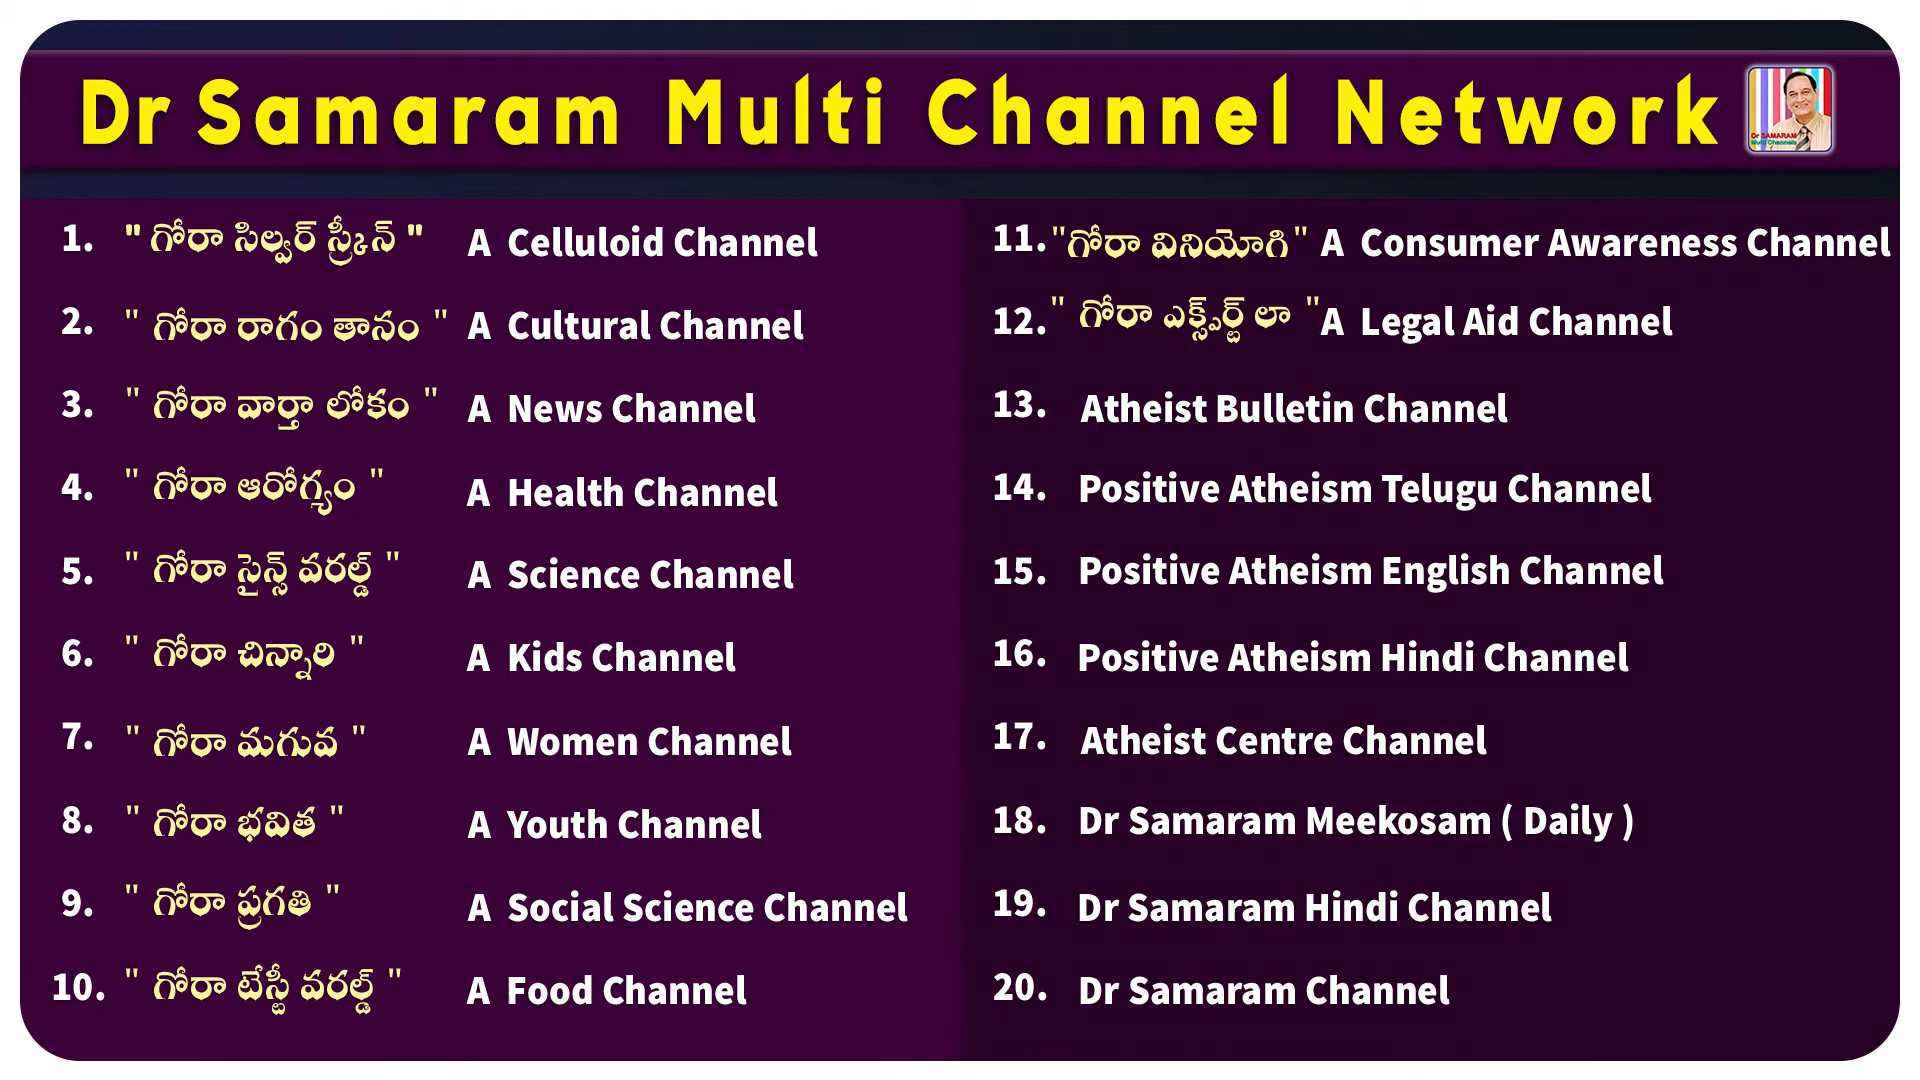 Dr Samaram Multi Channel Network
Dr SAMARAM
Multi Channels
1. " గోరా సిల్వర్ స్క్రీన్ " A Celluloid Channel
2. " గోరా రాగం తానం " A Cultural Channel
3. " గోరా వార్తా లోకం " A News Channel
4. " గోరా ఆరోగ్యం " A Health Channel
5. " గోరా సైన్స్ వరల్డ్ " A Science Channel
6. " గోరా చిన్నారి " A Kids Channel
7. " గోరా మగువ " A Women Channel
8. " గోరా భవిత " A Youth Channel
9. " గోరా ప్రగతి " A Social Science Channel
10. " గోరా టేస్టీ వరల్డ్ " A Food Channel
11. "గోరా వినియోగి" A Consumer Awareness Channel
12. " గోరా ఎక్స్పర్ట్ లా " A Legal Aid Channel
13. Atheist Bulletin Channel
14. Positive Atheism Telugu Channel
15. Positive Atheism English Channel
16. Positive Atheism Hindi Channel
17. Atheist Centre Channel
18. Dr Samaram Meekosam ( Daily )
19. Dr Samaram Hindi Channel
20. Dr Samaram Channel